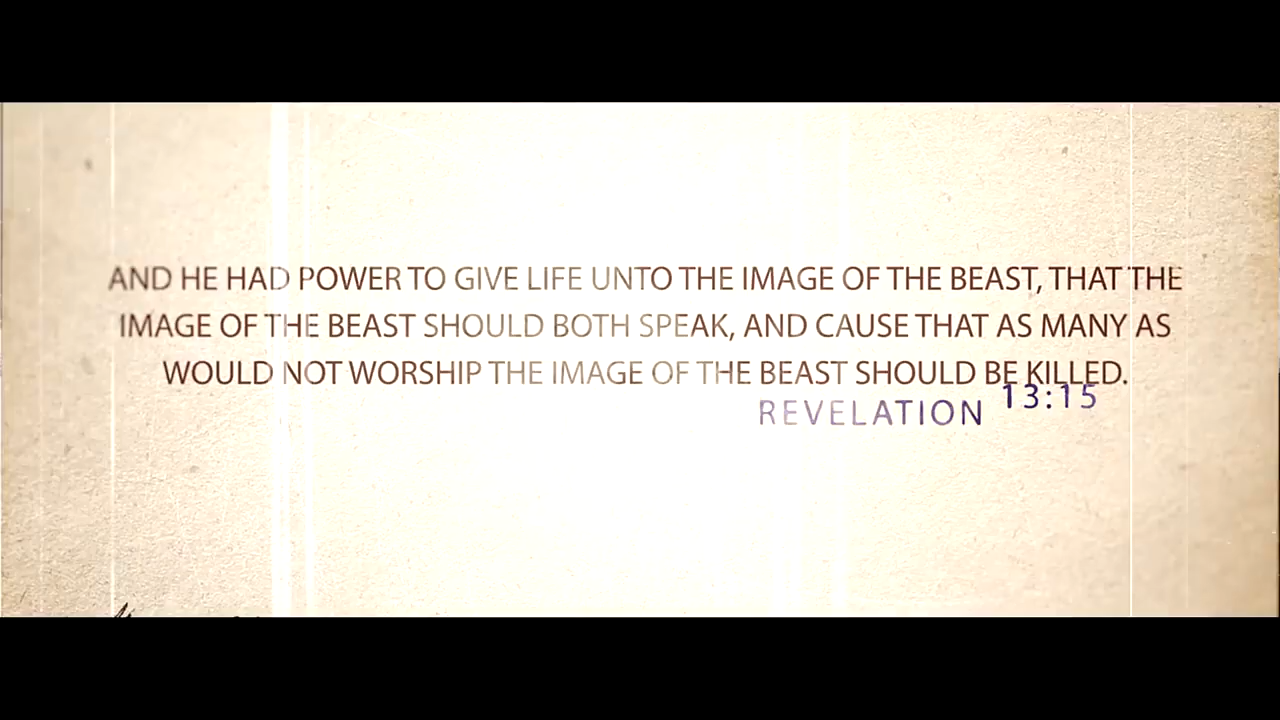 AND HE HAD POWER TO GIVE LIFE UNTO THE IMAGE OF THE BEAST, THAT THE
IMAGE OF THE BEAST SHOULD BOTH SPEAK, AND CAUSE THAT AS MANY AS
WOULD NOT WORSHIP THE IMAGE OF THE BEAST SHOULD BE KILLED.
REVELATION 13:15